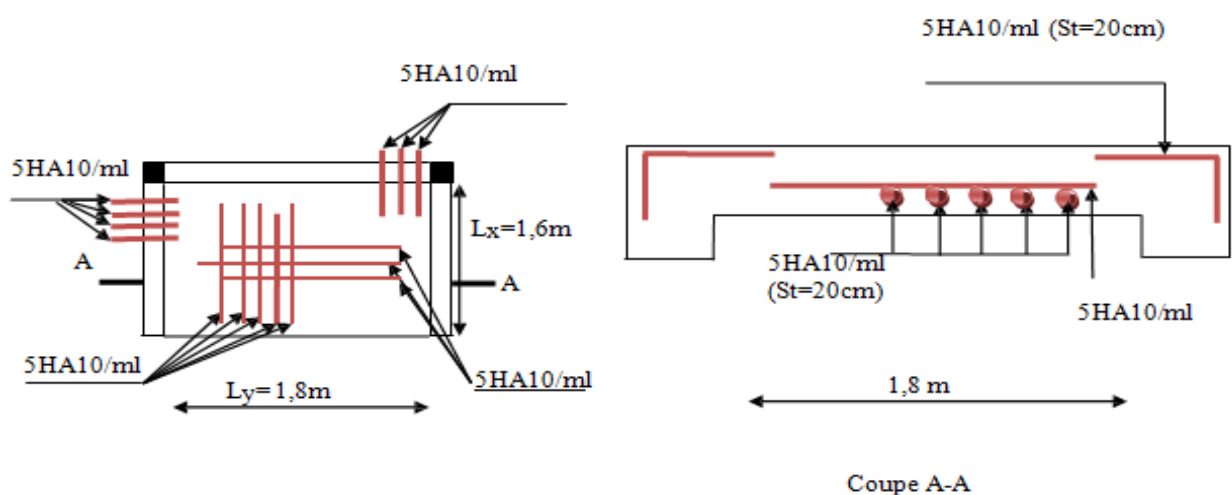 5HA10/ml
5HA10/ml
Lx=1,6m
A
A
5HA10/ml
5HA10/ml
Ly= 1,8m
5HA10/ml (St=20cm)
5HA10/ml
(St=20cm)
5HA10/ml
1,8 m
Coupe A-A